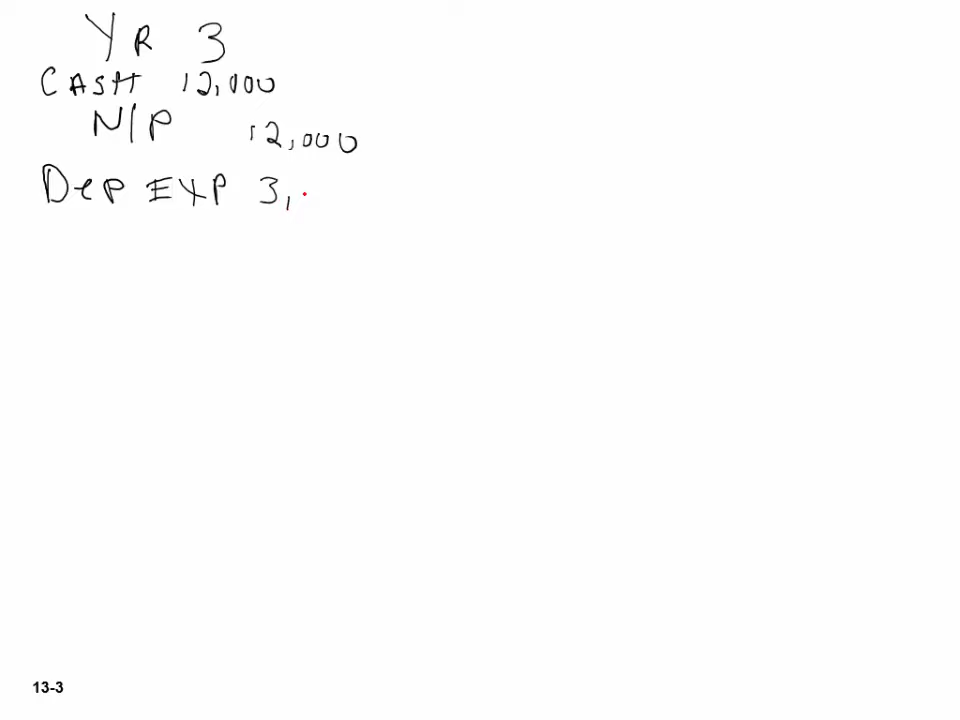 YR 3
CASH 12,000
N/P 12,000
Dep EXP 3,
13-3